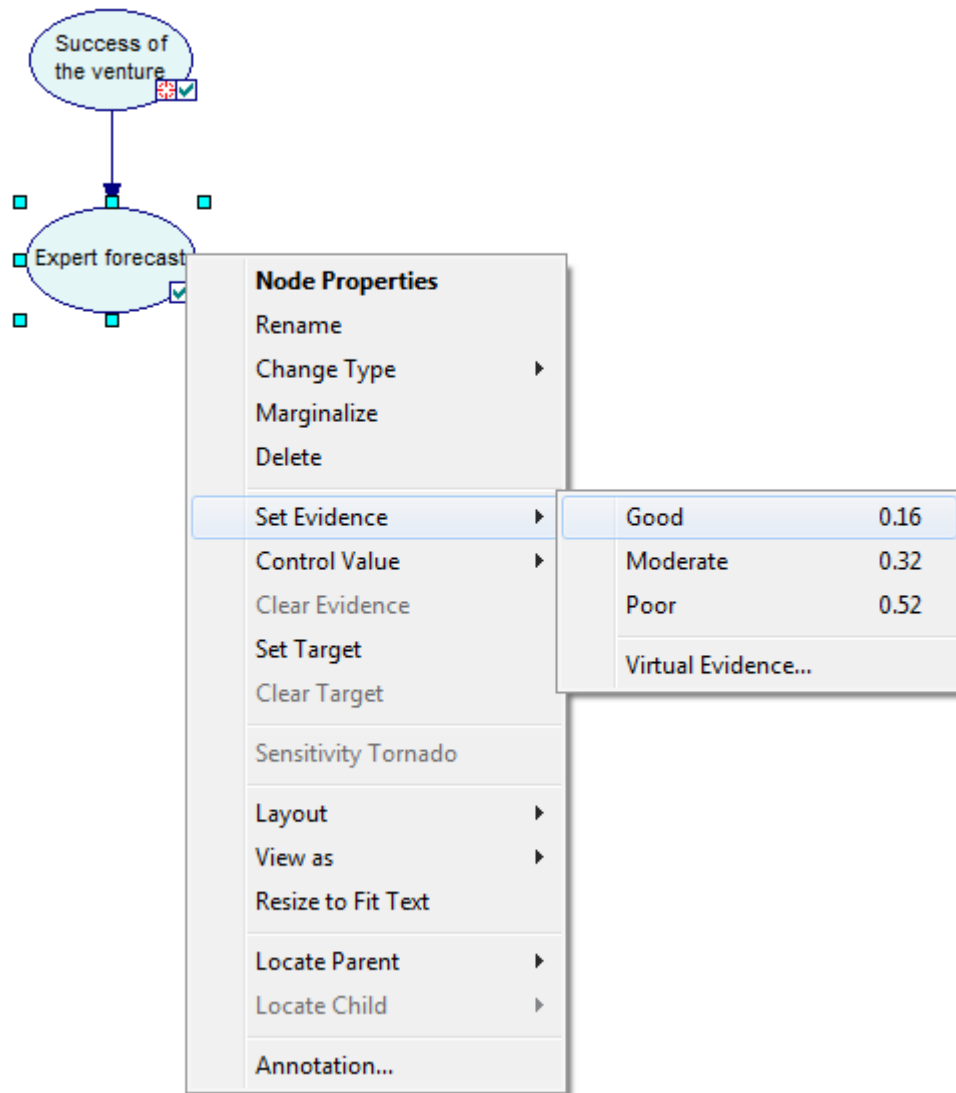 Success of
the venture
Expert forecast
Node Properties
Rename
Change Type
Marginalize
Delete
Set Evidence
Good 0.16
Control Value
Moderate 0.32
Clear Evidence
Poor 0.52
Set Target
Virtual Evidence...
Clear Target
Sensitivity Tornado
Layout
View as
Resize to Fit Text
Locate Parent
Locate Child
Annotation...